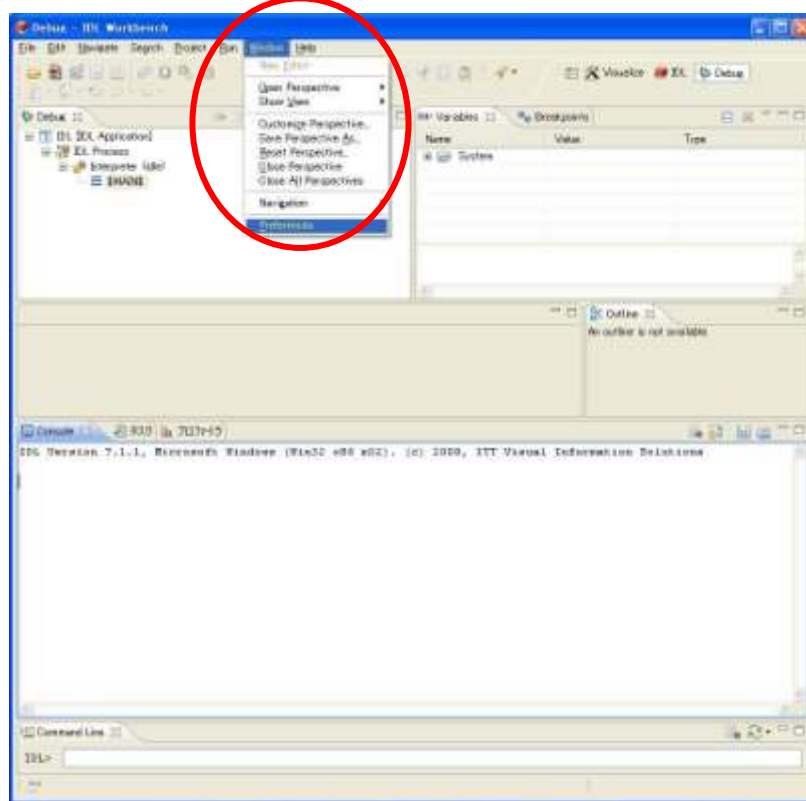 Debug - IDL Workbench
File Edit Navigate Search Project Run Window Help
New Editor
Open Perspective
Show View
Customize Perspective...
Save Perspective As...
Reset Perspective...
Close Perspective
Close All Perspectives
Navigation
Preferences
Visualize IDL Debug
Debug
IDL [IDL Application]
IDL Process
Interpreter (idle)
$MAIN$
Variables Breakpoints
Name Value Type
System
Outline
An outline is not available.
Console
IDL Version 7.1.1, Microsoft Windows (Win32 x86 m32). (c) 2009, ITT Visual Information Solutions
Command Line
IDL>